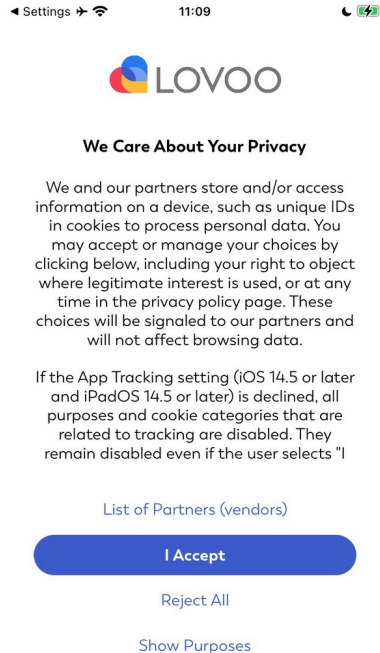 Settings
11:09
LOVOO
We Care About Your Privacy
We and our partners store and/or access
information on a device, such as unique IDs
in cookies to process personal data. You
may accept or manage your choices by
clicking below, including your right to object
where legitimate interest is used, or at any
time in the privacy policy page. These
choices will be signaled to our partners and
will not affect browsing data.
If the App Tracking setting (iOS 14.5 or later
and iPadOS 14.5 or later) is declined, all
purposes and cookie categories that are
related to tracking are disabled. They
remain disabled even if the user selects "I
List of Partners (vendors)
I Accept
Reject All
Show Purposes